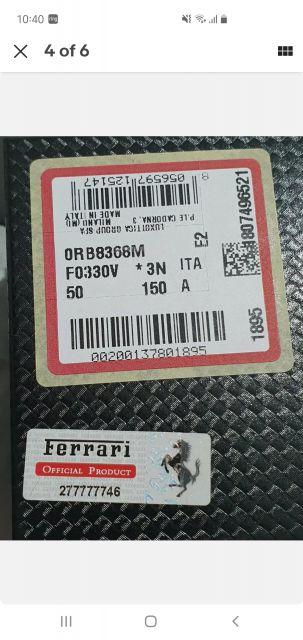 10:40
4 of 6
8 056597 125147
P.LE CADORNA, 3
MILANO (MI)
MADE IN ITALY
LUXOTTICA GROUP SPA
0RB8368M
F0330V * 3N ITA
50 150 A
E2
1895
00200137801895
Ferrari
OFFICIAL PRODUCT
277777746